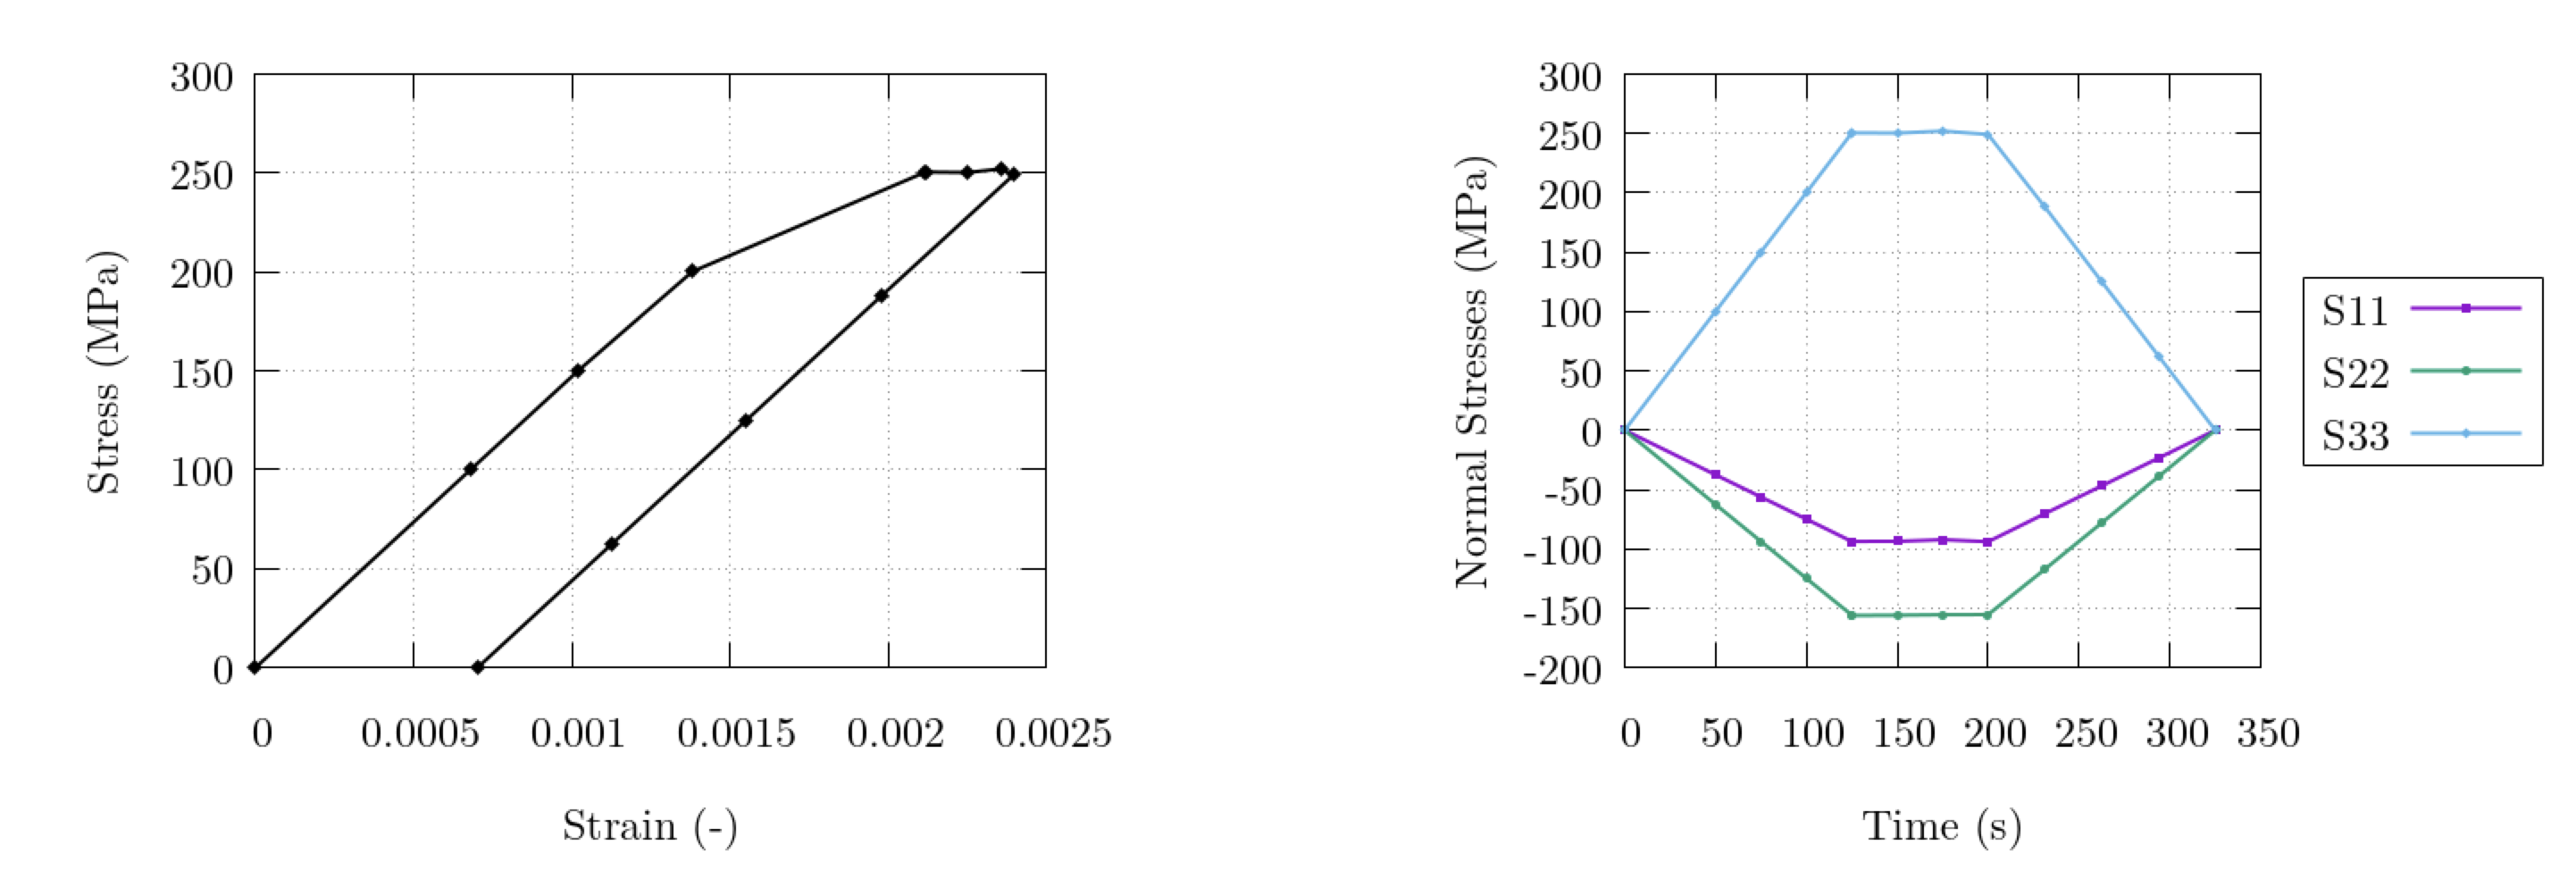 300
250
200
150
100
50
0
Stress (MPa)
0 0.0005 0.001 0.0015 0.002 0.0025
Strain (-)
300
250
200
150
100
50
0
-50
-100
-150
-200
Normal Stresses (MPa)
0 50 100 150 200 250 300 350
Time (s)
S11
S22
S33